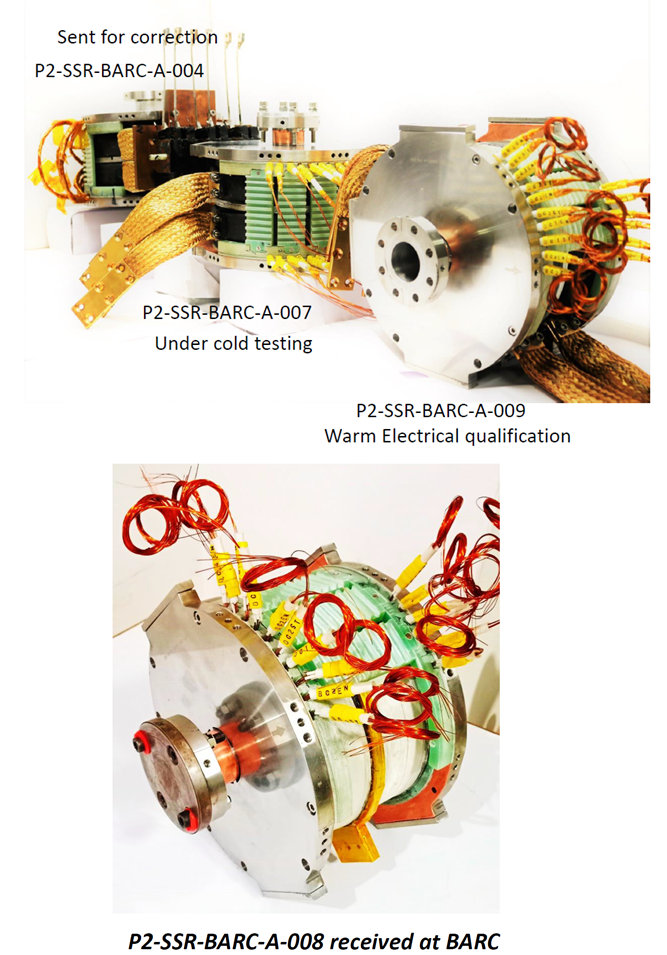 Sent for correction
P2-SSR-BARC-A-004
P2-SSR-BARC-A-007
Under cold testing
P2-SSR-BARC-A-009
Warm Electrical qualification
P2-SSR-BARC-A-008 received at BARC